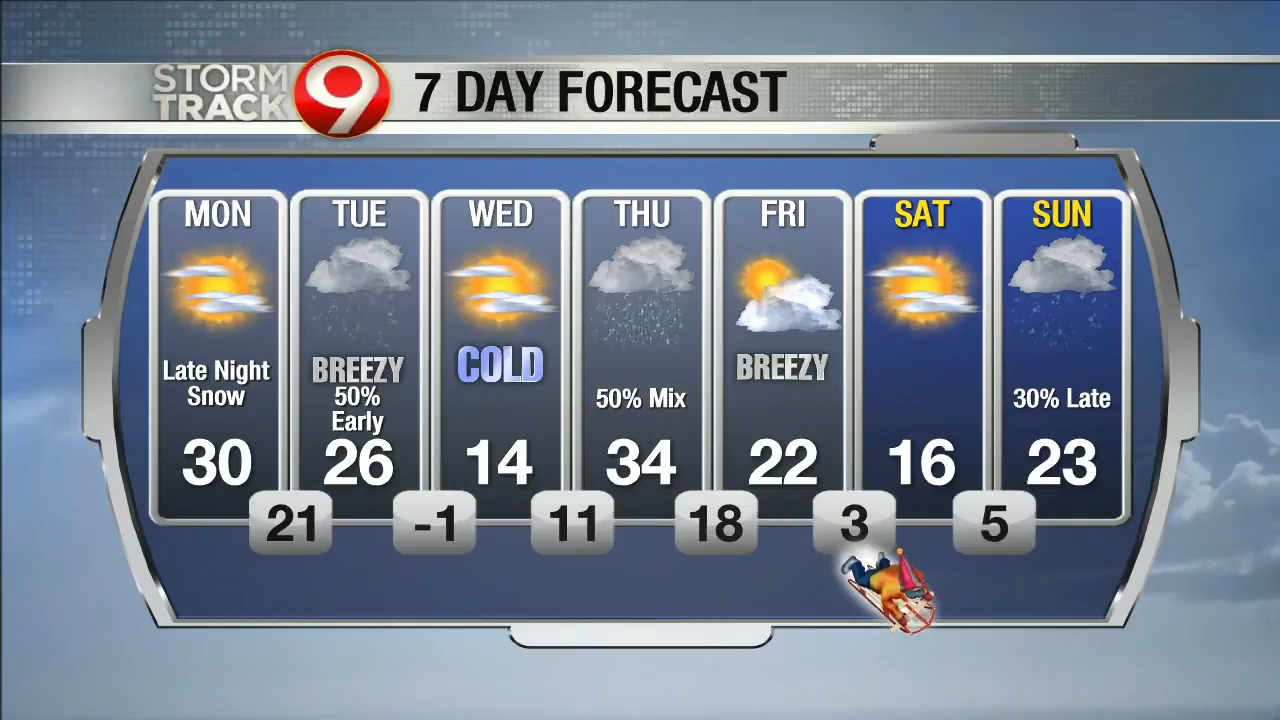 STORM
TRACK
9
7 DAY FORECAST
MON
Late Night
Snow
30
TUE
BREEZY
50%
Early
26
WED
COLD
14
THU
50% Mix
34
FRI
BREEZY
22
SAT
16
SUN
30% Late
23
21
-1
11
18
3
5